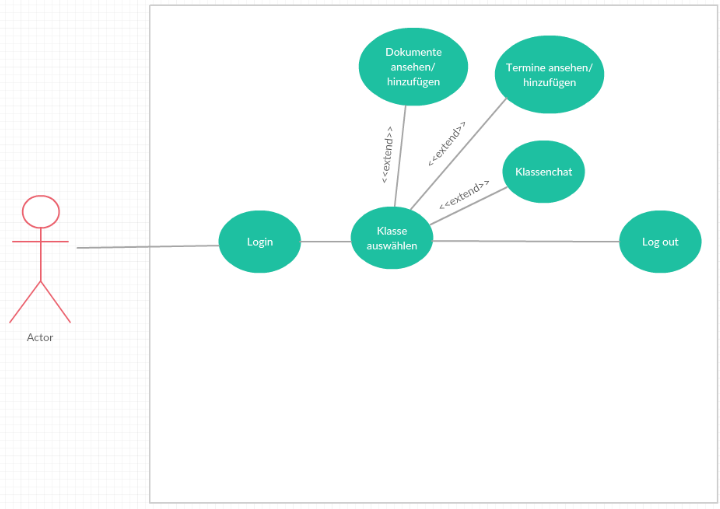 Dokumente
ansehen/
hinzufügen
Termine ansehen/
hinzufügen
<<extend>>
<<extend>>
<<extend>>
Klassenchat
Login
Klasse
auswählen
Log out
Actor